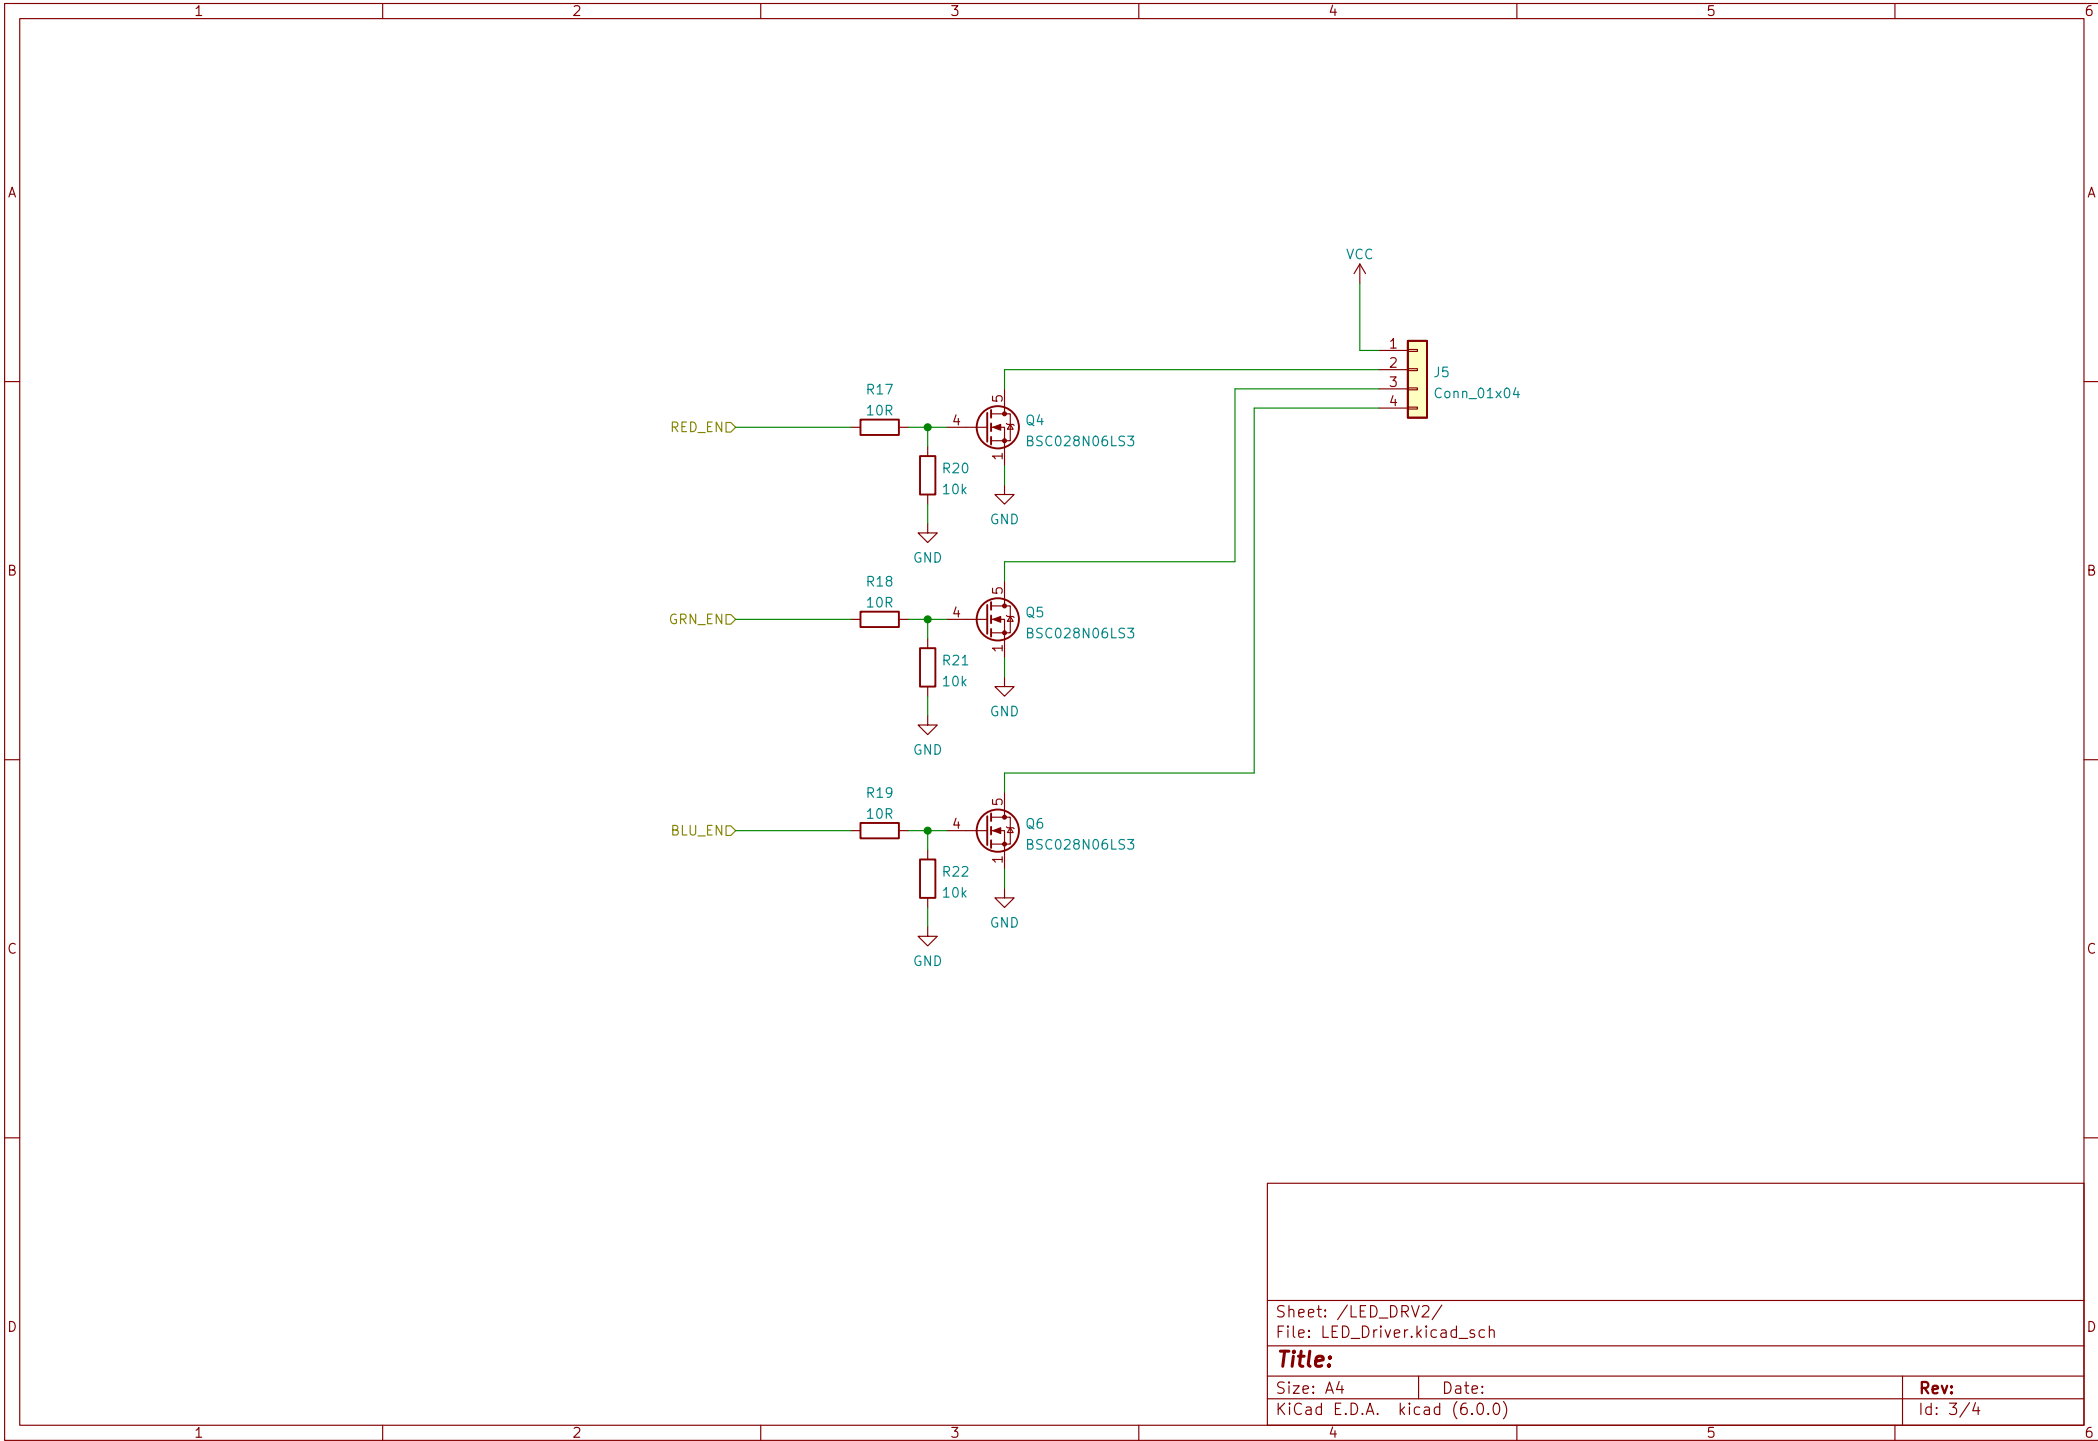 1 2 3 4 5 6
A A
VCC
1
2
3
4
J5
Conn_01x04
R17
10R
RED_EN
4
5
1
Q4
BSC028N06LS3
R20
10k
GND
GND
B B
R18
10R
GRN_EN
4
5
1
Q5
BSC028N06LS3
R21
10k
GND
GND
R19
10R
BLU_EN
4
5
1
Q6
BSC028N06LS3
R22
10k
GND
GND
C C
D D
Sheet: /LED_DRV2/
File: LED_Driver.kicad_sch
Title:
Size: A4 Date: Rev:
KiCad E.D.A. kicad (6.0.0) Id: 3/4
1 2 3 4 5 6